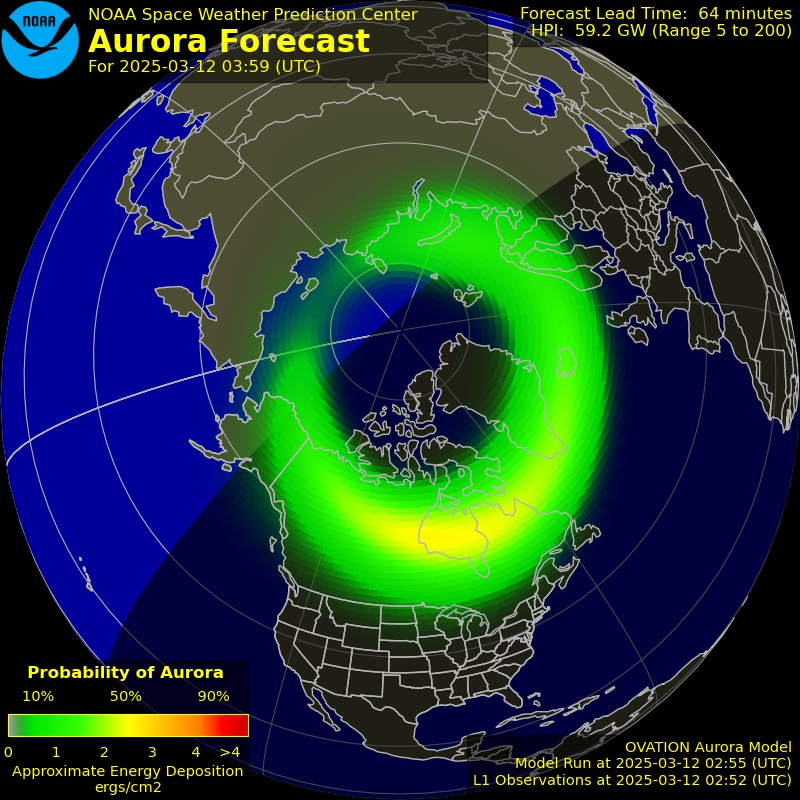 NOAA
NOAA Space Weather Prediction Center
Aurora Forecast
For 2025-03-12 03:59 (UTC)
Forecast Lead Time: 64 minutes
HPI: 59.2 GW (Range 5 to 200)
Probability of Aurora
10% 50% 90%
0 1 2 3 4 >4
Approximate Energy Deposition
ergs/cm2
OVATION Aurora Model
Model Run at 2025-03-12 02:55 (UTC)
L1 Observations at 2025-03-12 02:52 (UTC)